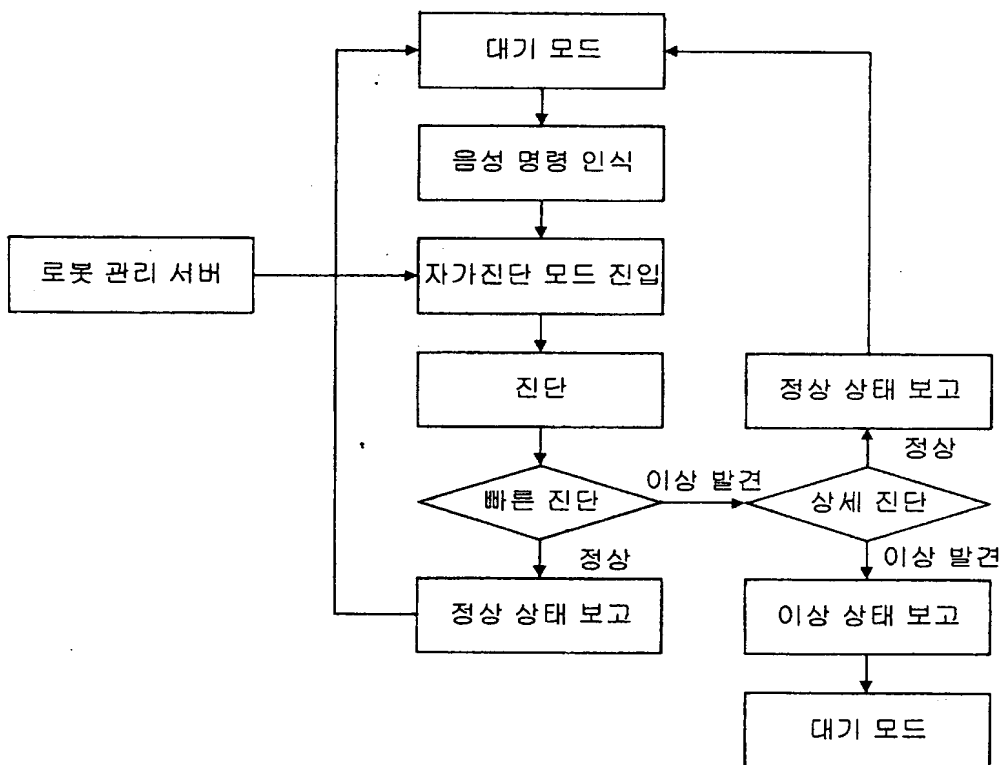 대기 모드
음성 명령 인식
로봇 관리 서버
자가진단 모드 진입
진단
정상 상태 보고
정상
이상 발견
빠른 진단
상세 진단
정상
이상 발견
정상 상태 보고
이상 상태 보고
대기 모드